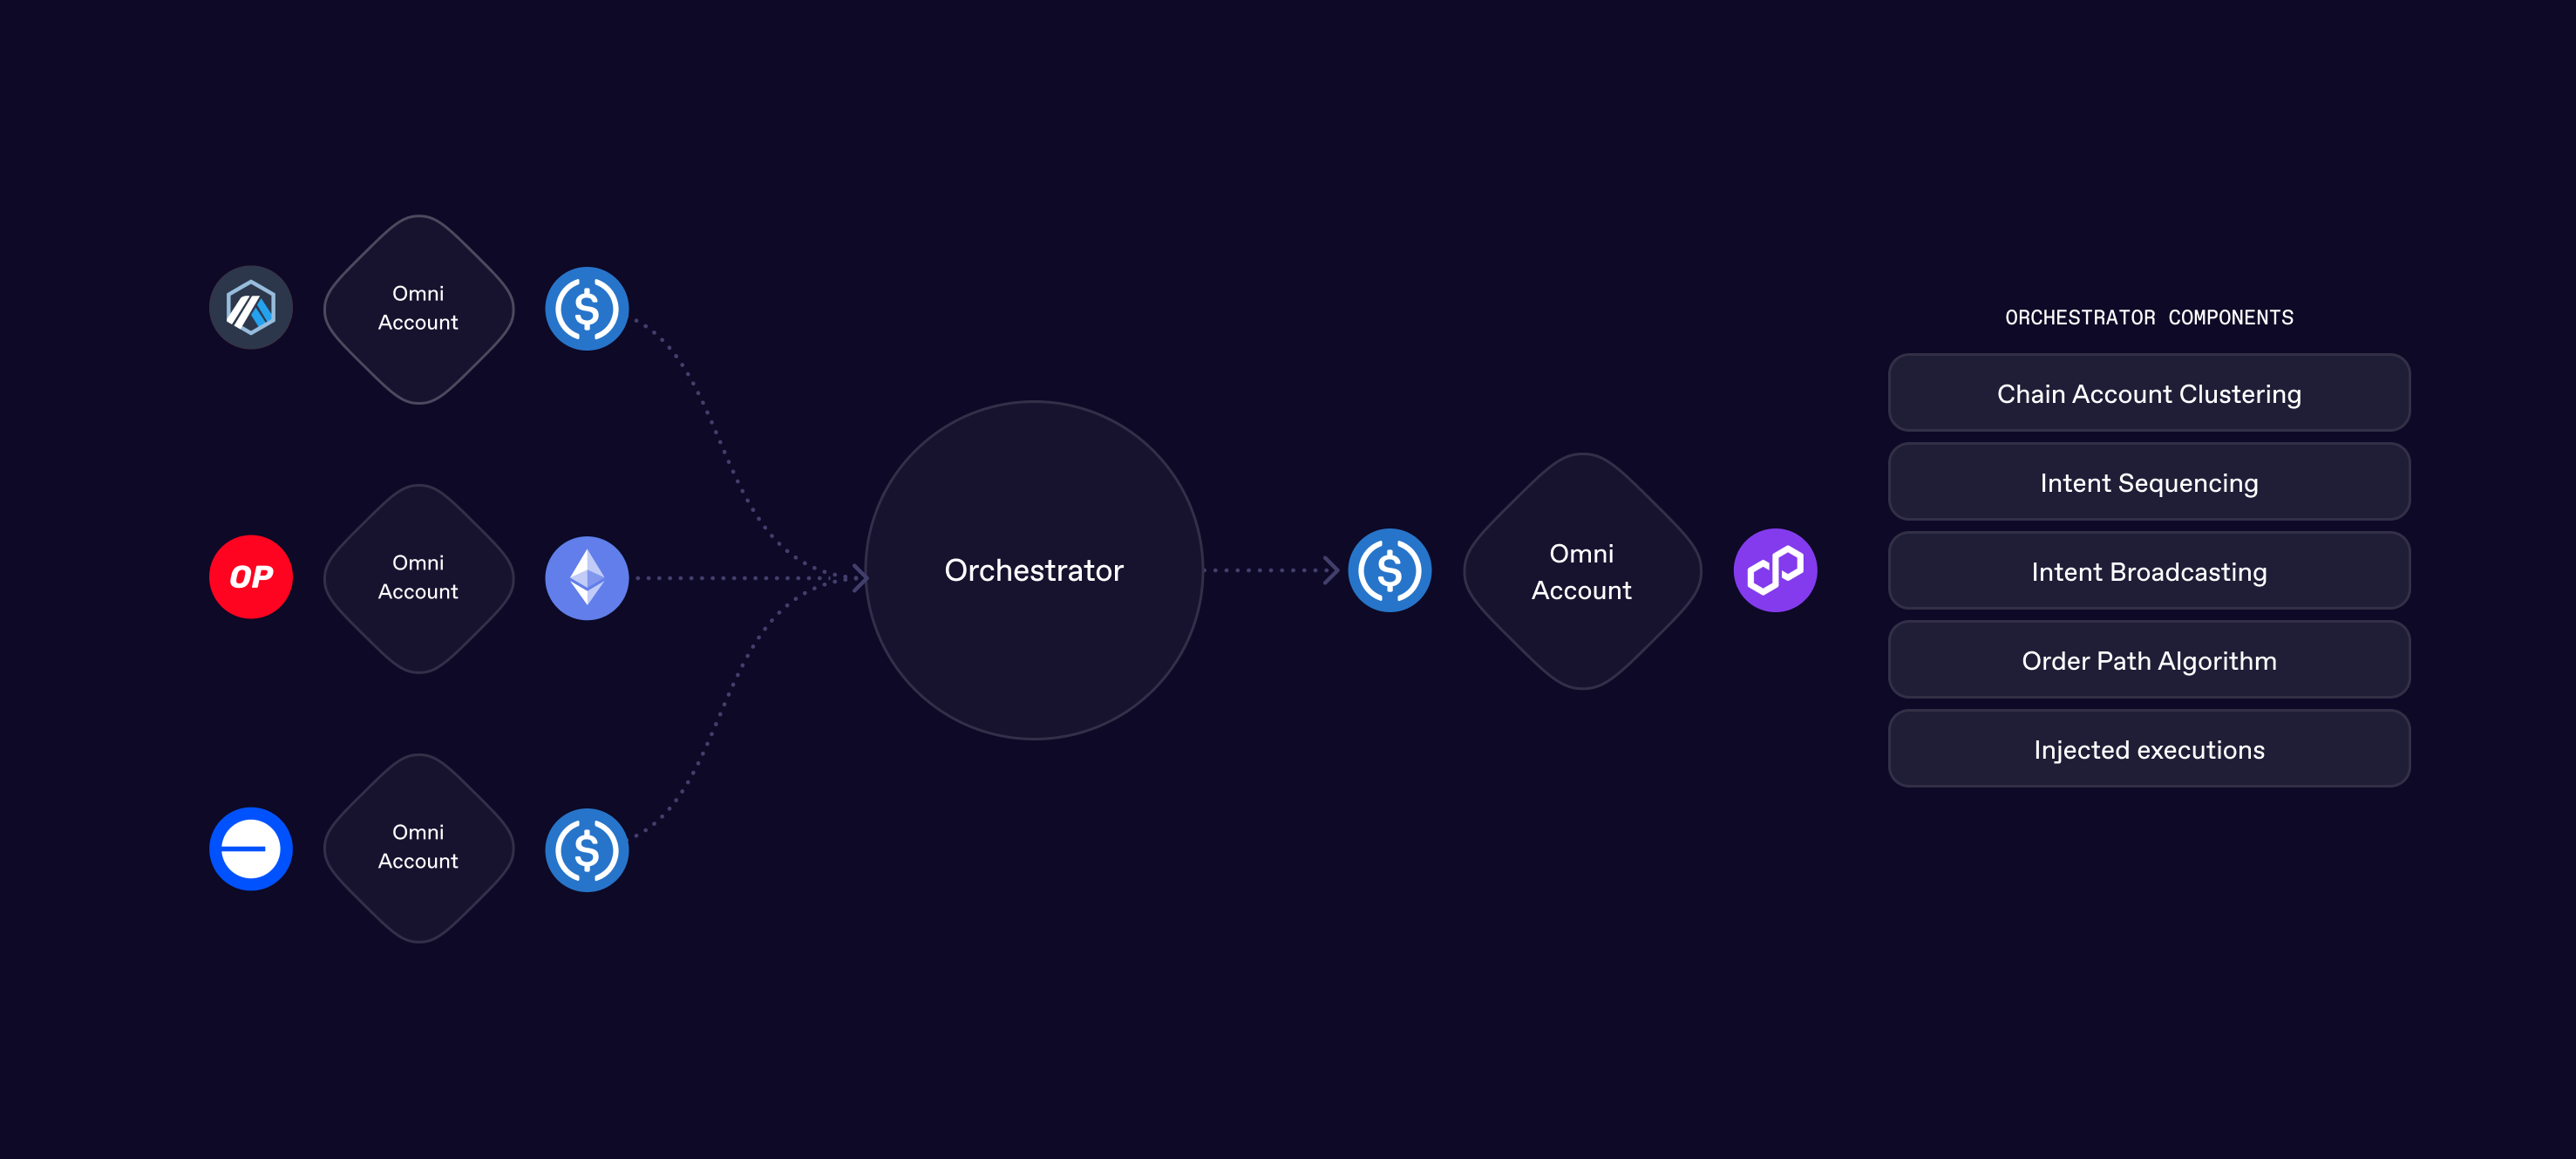 Omni
Account
OP
Omni
Account
Omni
Account
Orchestrator
Omni
Account
ORCHESTRATOR COMPONENTS
Chain Account Clustering
Intent Sequencing
Intent Broadcasting
Order Path Algorithm
Injected executions